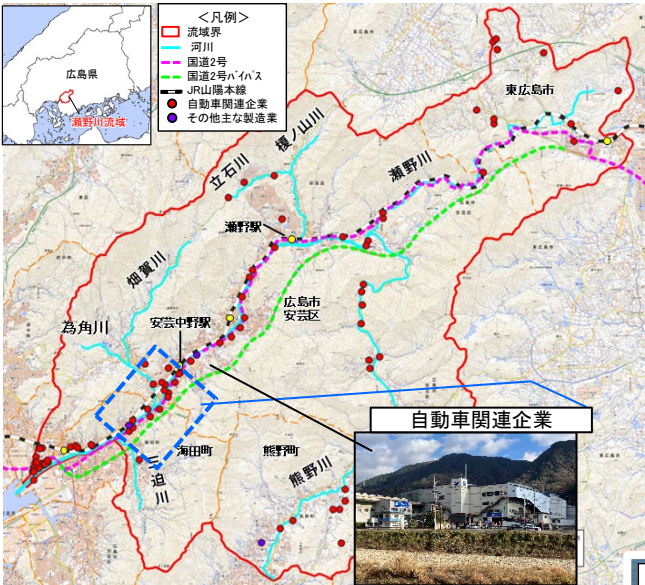 広島県
瀬野川流域
＜凡例＞
流域界
河川
国道2号
国道2号バイパス
JR山陽本線
自動車関連企業
その他主な製造業
東広島市
榎ノ山川
立石川
瀬野川
瀬野駅
畑賀川
広島市
安芸区
安芸中野駅
為角川
自動車関連企業
海田町
熊野町
三迫川
熊野川